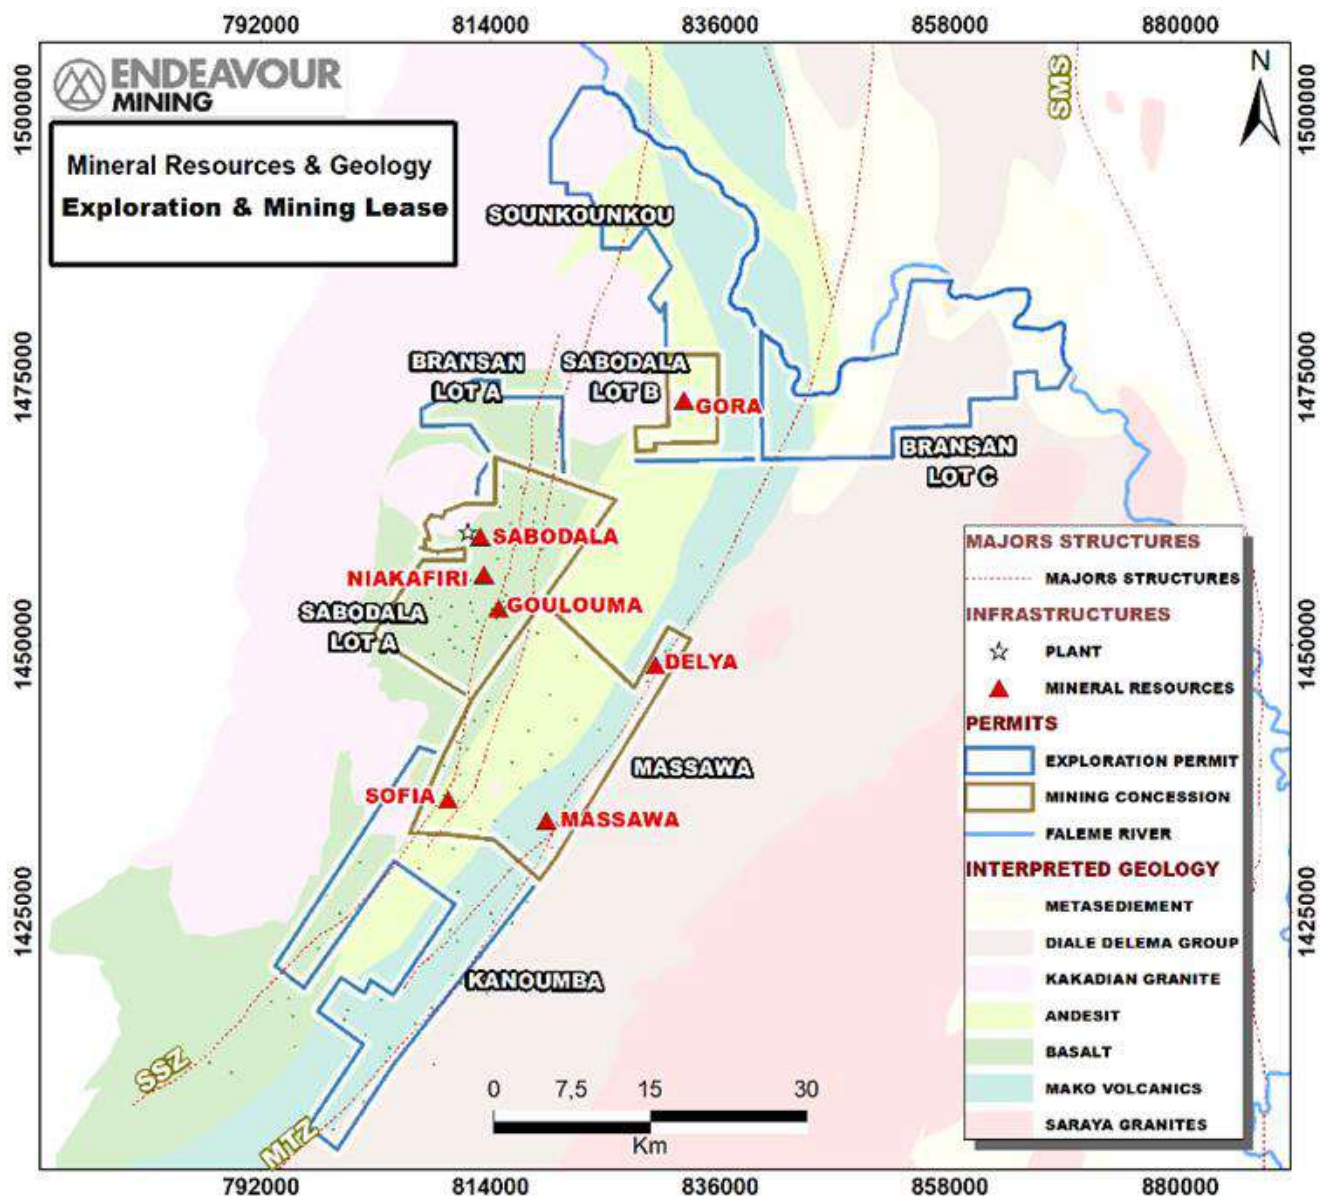 792000 814000 836000 858000 880000
ENDEAVOUR
MINING
Mineral Resources & Geology
Exploration & Mining Lease
SMS
N
1500000
1500000
SOUNKOUNKOU
1475000
1475000
BRANSAN
LOT A
SABODALA
LOT B
GORA
BRANSAN
LOT C
SABODALA
NIAKAFIRI
GOULOUMA
SABODALA
LOT A
DELYA
1450000
1450000
MASSAWA
SOFIA
MASSAWA
1425000
1425000
KANOUMBA
SSZ
MTZ
MAJORS STRUCTURES
MAJORS STRUCTURES
INFRASTRUCTURES
PLANT
MINERAL RESOURCES
PERMITS
EXPLORATION PERMIT
MINING CONCESSION
FALEME RIVER
INTERPRETED GEOLOGY
METASEDIEMENT
DIALE DELEMA GROUP
KAKADIAN GRANITE
ANDESIT
BASALT
MAKO VOLCANICS
SARAYA GRANITES
0 7,5 15 30
Km
792000 814000 836000 858000 880000